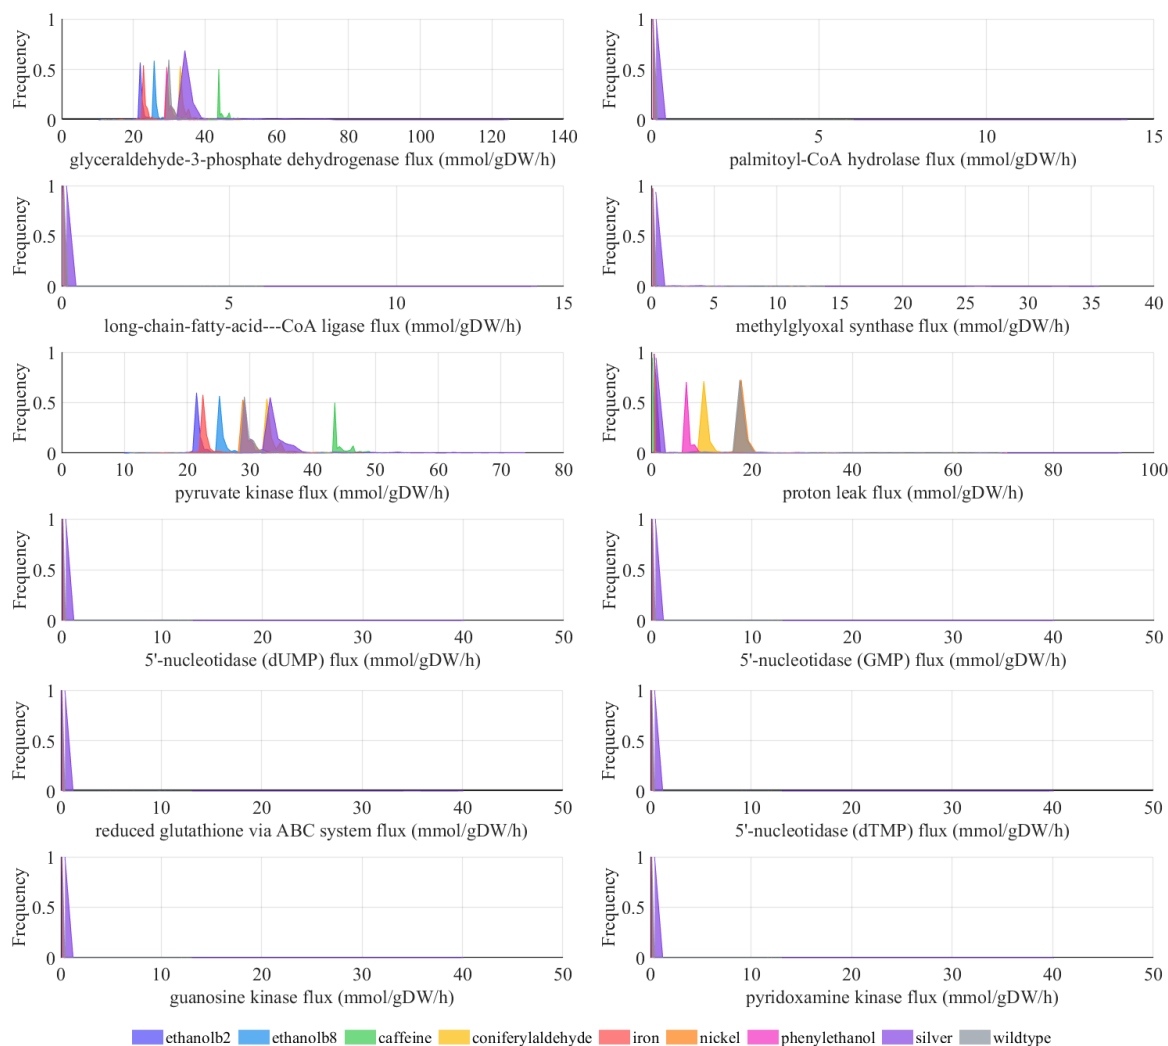 Frequency
1
0.5
0
0 20 40 60 80 100 120 140
glyceraldehyde-3-phosphate dehydrogenase flux (mmol/gDW/h)
Frequency
1
0.5
0
0 5 10 15
palmitoyl-CoA hydrolase flux (mmol/gDW/h)
Frequency
1
0.5
0
0 5 10 15
long-chain-fatty-acid---CoA ligase flux (mmol/gDW/h)
Frequency
1
0.5
0
0 5 10 15 20 25 30 35 40
methylglyoxal synthase flux (mmol/gDW/h)
Frequency
1
0.5
0
0 10 20 30 40 50 60 70 80
pyruvate kinase flux (mmol/gDW/h)
Frequency
1
0.5
0
0 20 40 60 80 100
proton leak flux (mmol/gDW/h)
Frequency
1
0.5
0
0 10 20 30 40 50
5'-nucleotidase (dUMP) flux (mmol/gDW/h)
Frequency
1
0.5
0
0 10 20 30 40 50
5'-nucleotidase (GMP) flux (mmol/gDW/h)
Frequency
1
0.5
0
0 10 20 30 40 50
reduced glutathione via ABC system flux (mmol/gDW/h)
Frequency
1
0.5
0
0 10 20 30 40 50
5'-nucleotidase (dTMP) flux (mmol/gDW/h)
Frequency
1
0.5
0
0 10 20 30 40 50
guanosine kinase flux (mmol/gDW/h)
Frequency
1
0.5
0
0 10 20 30 40 50
pyridoxamine kinase flux (mmol/gDW/h)
ethanolb2 ethanolb8 caffeine coniferylaldehyde iron nickel phenylethanol silver wildtype